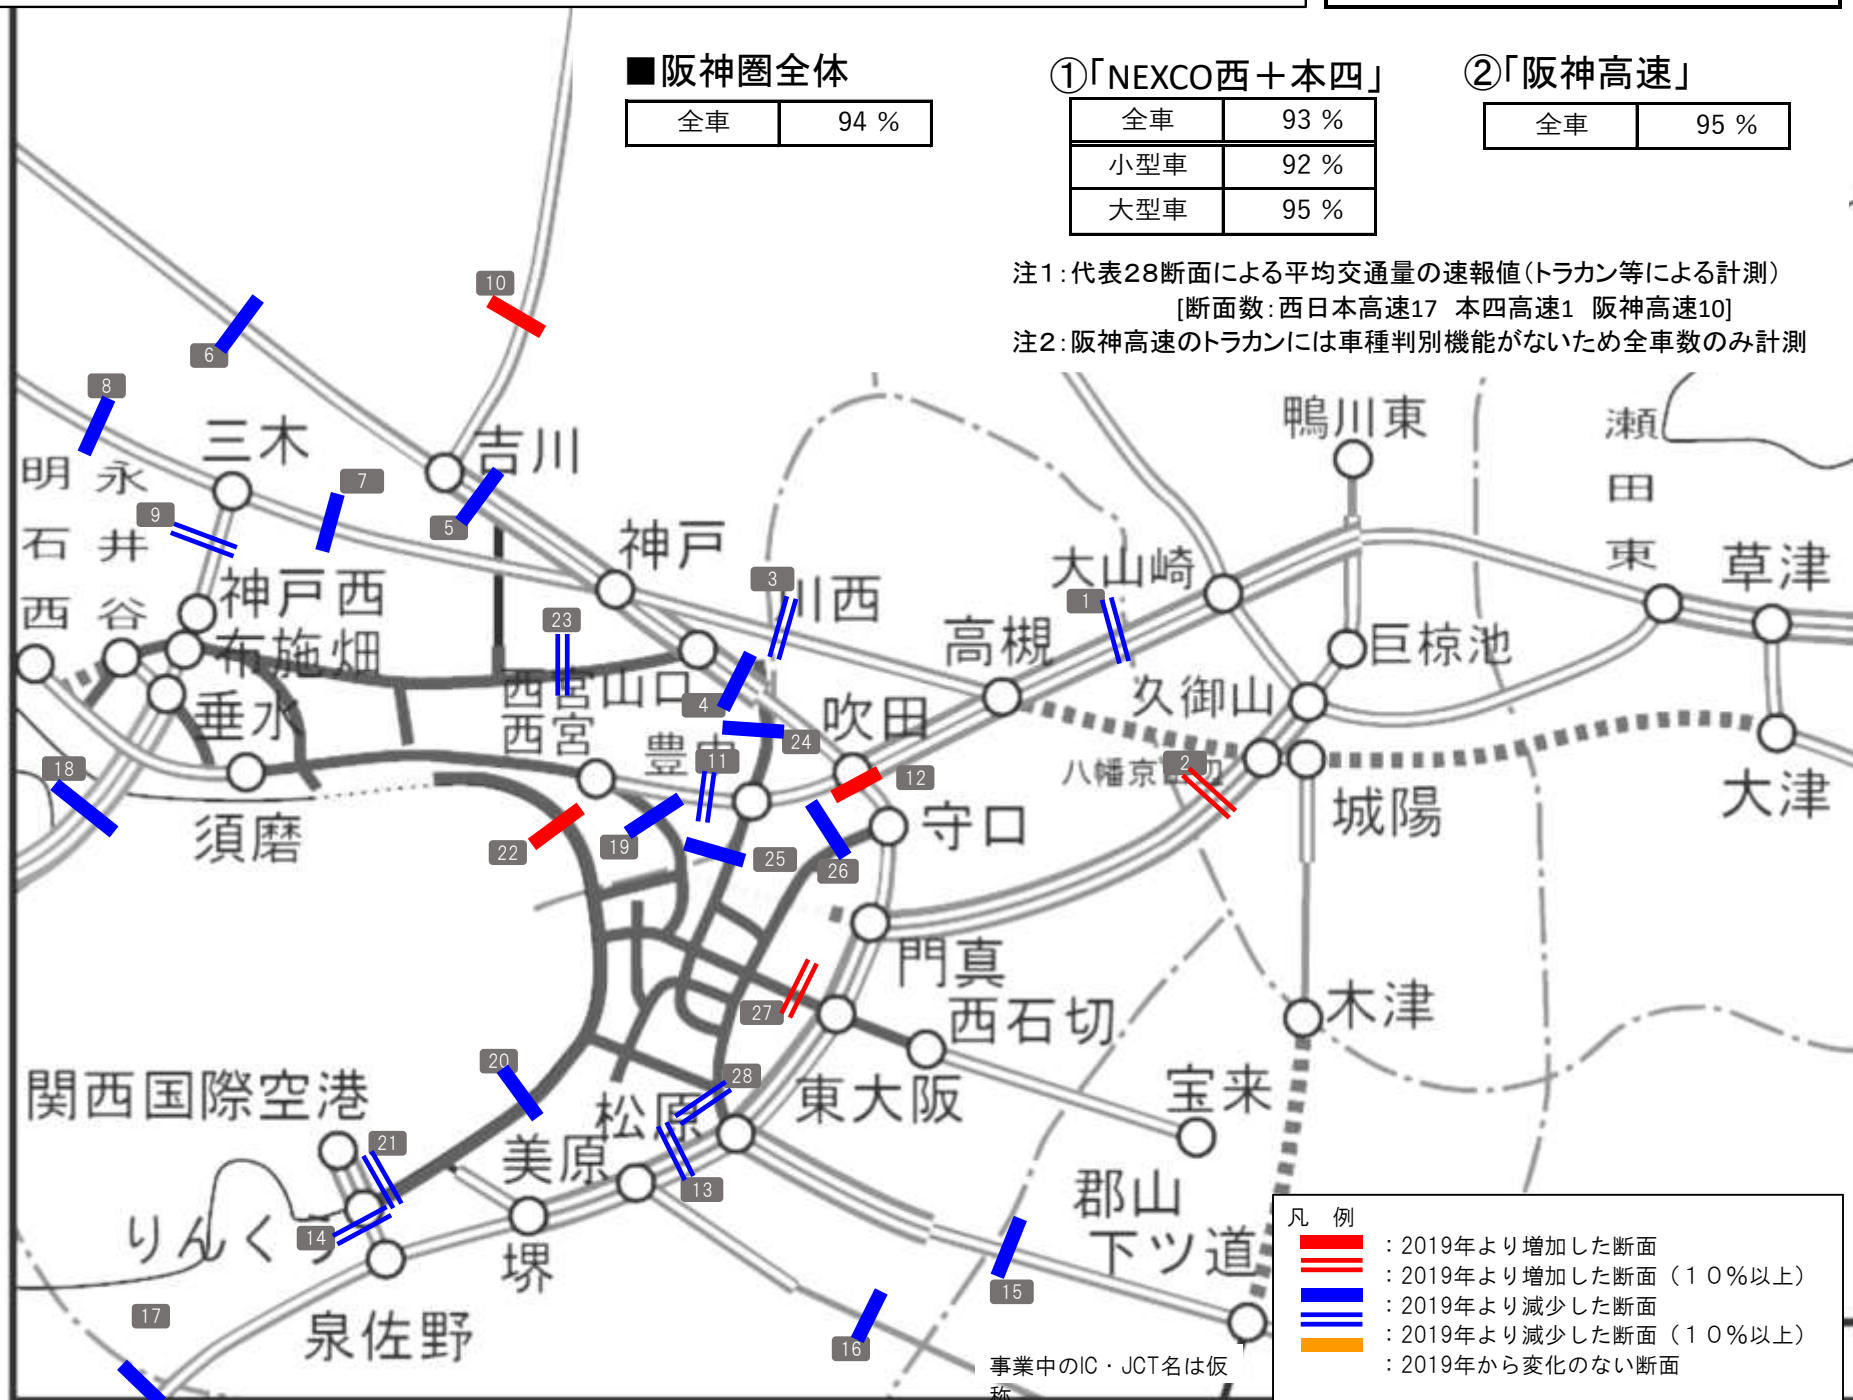 ■阪神圏全体
全車 94 %
①「NEXCO西＋本四」
全車 93 %
小型車 92 %
大型車 95 %
②「阪神高速」
全車 95 %
注1：代表28断面による平均交通量の速報値（トラカン等による計測）
[断面数：西日本高速17 本四高速1 阪神高速10]
注2：阪神高速のトラカンには車種判別機能がないため全車数のみ計測
10
6
8
三木
吉川
鴨川東
瀬田東
明石西
永井谷
7
9
5
神戸
3
川西
大山崎
1
草津
神戸西
布施畑
23
高槻
巨椋池
西宮山口
西宮
4
久御山
垂水
豊中
24
吹田
11
12
八幡京田辺
2
18
大津
須磨
城陽
守口
22
19
25
26
門真
27
西石切
木津
関西国際空港
20
28
松原
東大阪
宝来
21
美原
13
郡山
下ツ道
りんくう
14
堺
15
17
泉佐野
16
事業中のIC・JCT名は仮
称
凡 例
：2019年より増加した断面
：2019年より増加した断面（１０％以上）
：2019年より減少した断面
：2019年より減少した断面（１０％以上）
：2019年から変化のない断面